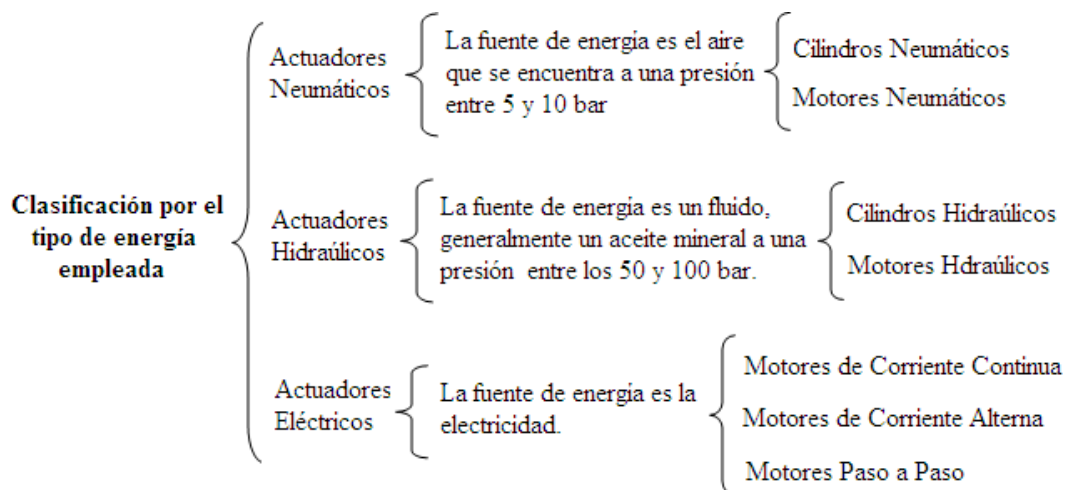 Clasificación por el
tipo de energía
empleada
Actuadores
Neumáticos
La fuente de energía es el aire
que se encuentra a una presión
entre 5 y 10 bar
Cilindros Neumáticos
Motores Neumáticos
Actuadores
Hidraúlicos
La fuente de energía es un fluido,
generalmente un aceite mineral a una
presión entre los 50 y 100 bar.
Cilindros Hidraúlicos
Motores Hdraúlicos
Actuadores
Eléctricos
La fuente de energía es la
electricidad.
Motores de Corriente Continua
Motores de Corriente Alterna
Motores Paso a Paso